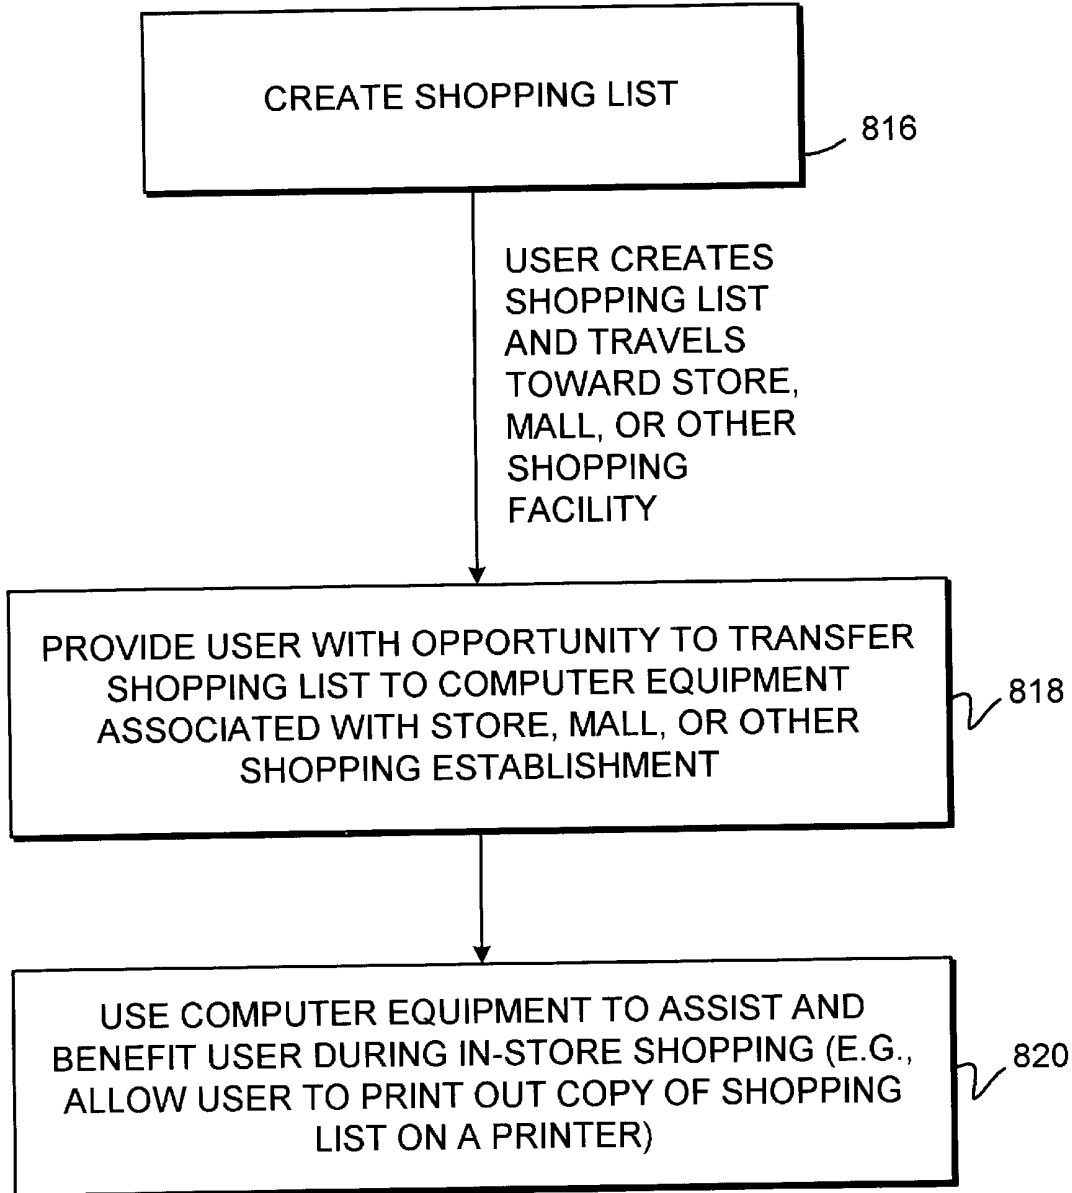 CREATE SHOPPING LIST
816
USER CREATES
SHOPPING LIST
AND TRAVELS
TOWARD STORE,
MALL, OR OTHER
SHOPPING
FACILITY
PROVIDE USER WITH OPPORTUNITY TO TRANSFER
SHOPPING LIST TO COMPUTER EQUIPMENT
ASSOCIATED WITH STORE, MALL, OR OTHER
SHOPPING ESTABLISHMENT
818
USE COMPUTER EQUIPMENT TO ASSIST AND
BENEFIT USER DURING IN-STORE SHOPPING (E.G.,
ALLOW USER TO PRINT OUT COPY OF SHOPPING
LIST ON A PRINTER)
820